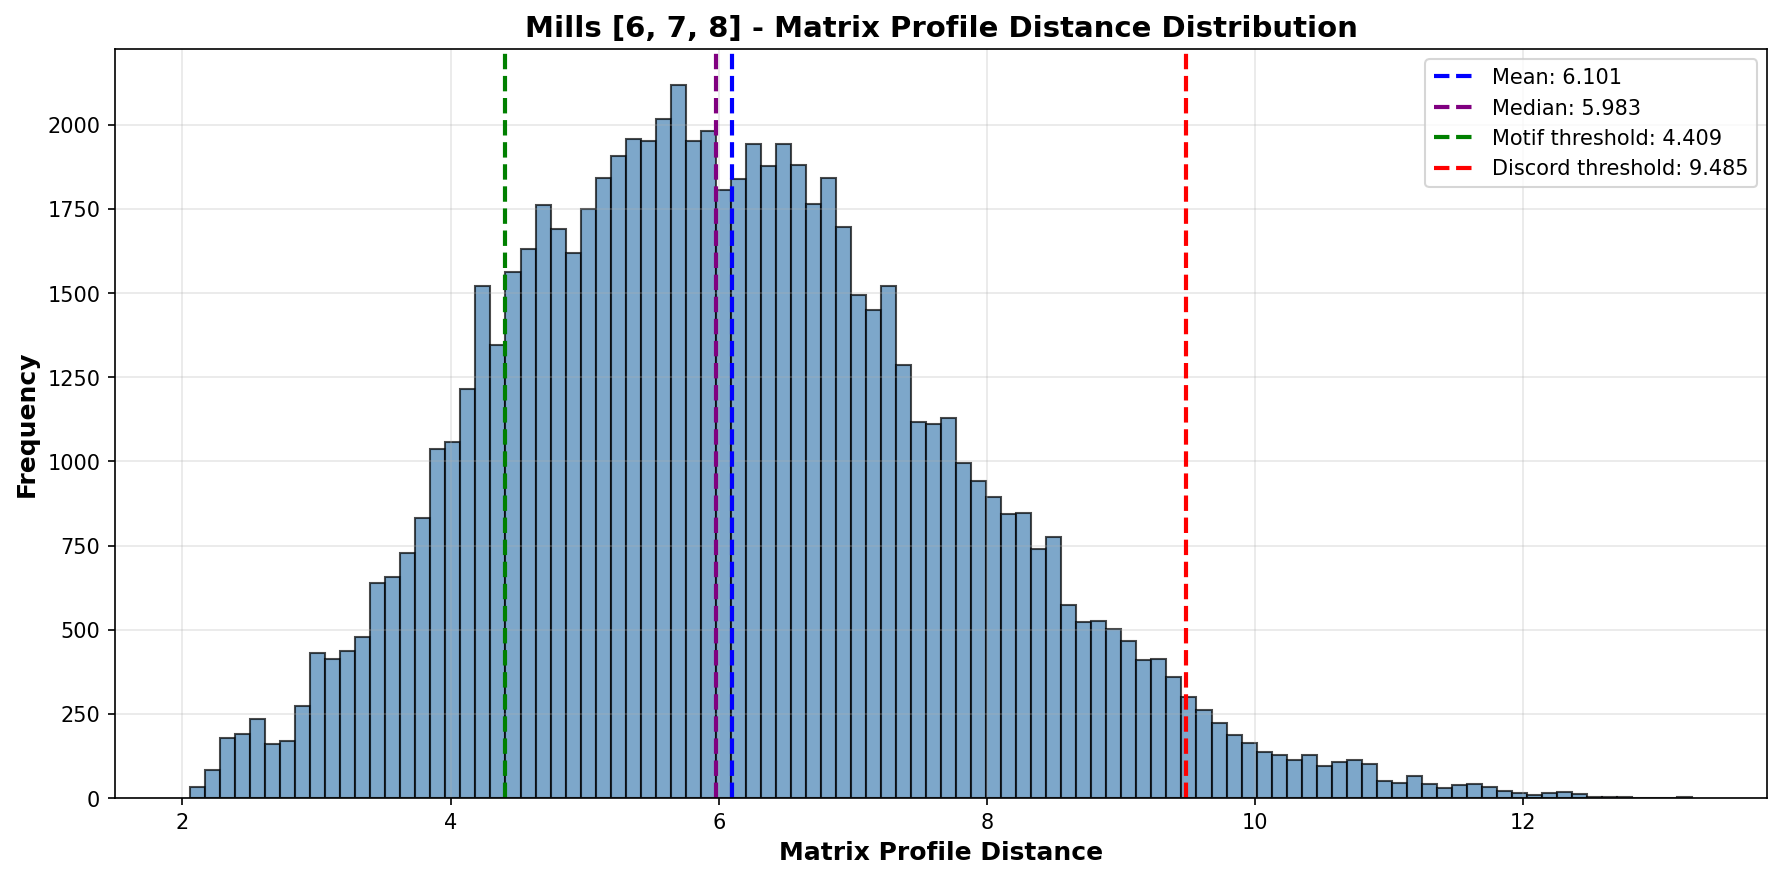 Mills [6, 7, 8] - Matrix Profile Distance Distribution
Mean: 6.101
Median: 5.983
Motif threshold: 4.409
Discord threshold: 9.485
Frequency
2000
1750
1500
1250
1000
750
500
250
0
2 4 6 8 10 12
Matrix Profile Distance